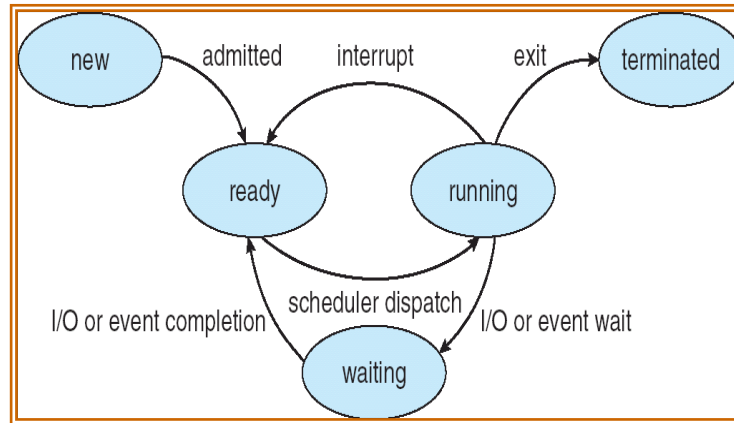 new
admitted
interrupt
exit
terminated
ready
running
scheduler dispatch
I/O or event completion
I/O or event wait
waiting